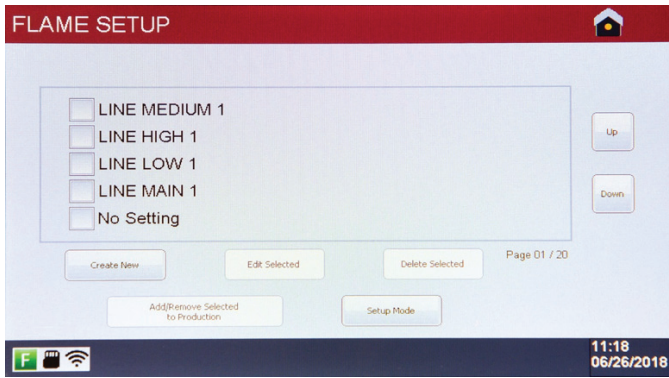 FLAME SETUP
LINE MEDIUM 1
LINE HIGH 1
LINE LOW 1
LINE MAIN 1
No Setting
Up
Down
Create New
Edit Selected
Delete Selected
Page 01 / 20
Add/Remove Selected
to Production
Setup Mode
F
11:18
06/26/2018